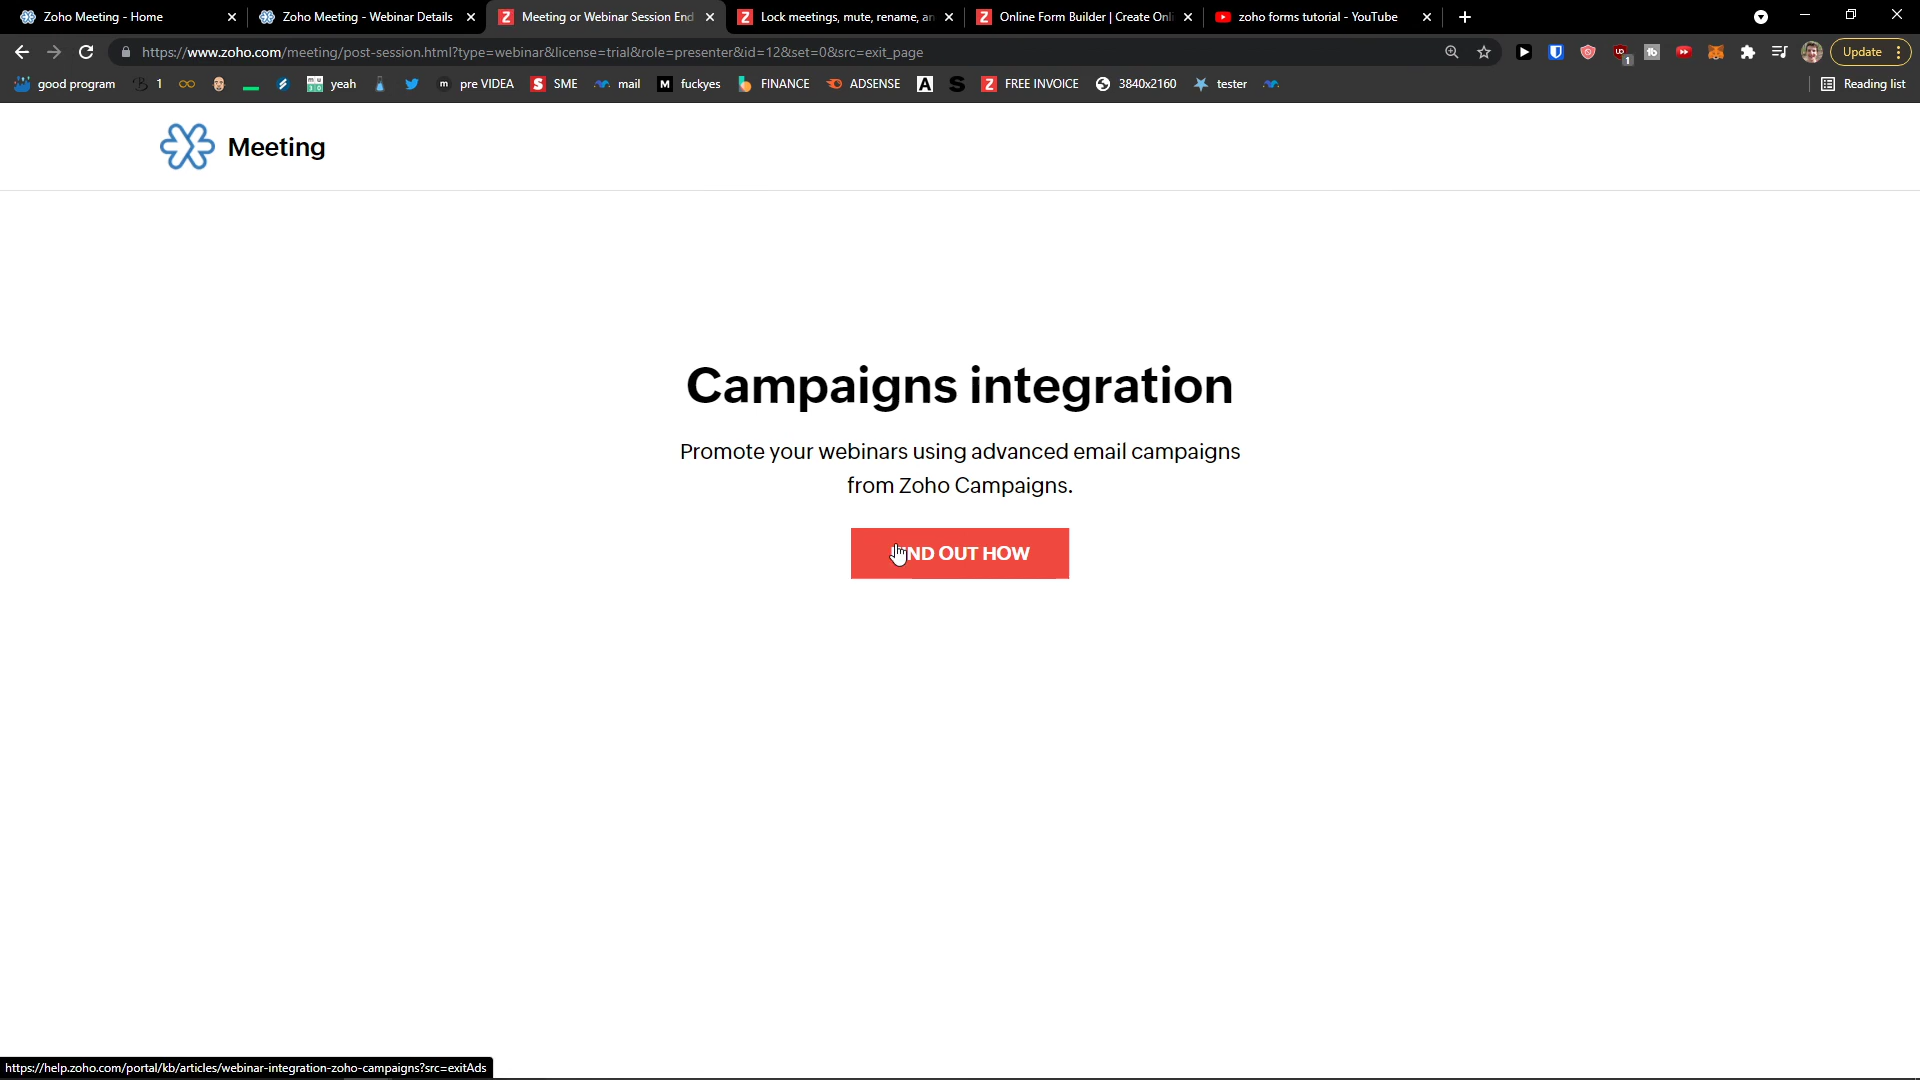 Zoho Meeting - Home
Zoho Meeting - Webinar Details
Meeting or Webinar Session End
Lock meetings, mute, rename, an
Online Form Builder | Create Onli
zoho forms tutorial - YouTube
https://www.zoho.com/meeting/post-session.html?type=webinar&license=trial&role=presenter&id=12&set=0&src=exit_page
Update
good program
1
yeah
pre VIDEA
SME
mail
fuckyes
FINANCE
ADSENSE
FREE INVOICE
3840x2160
tester
Reading list
Meeting
Campaigns integration
Promote your webinars using advanced email campaigns
from Zoho Campaigns.
ND OUT HOW
https://help.zoho.com/portal/kb/articles/webinar-integration-zoho-campaigns?src=exitAds